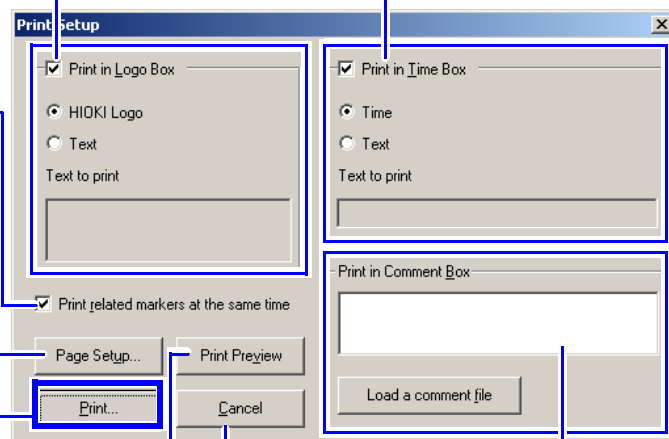 Print Setup
Print in Logo Box
HIOKI Logo
Text
Text to print
Print in Time Box
Time
Text
Text to print
Print related markers at the same time
Print in Comment Box
Page Setup...
Print Preview
Print...
Cancel
Load a comment file